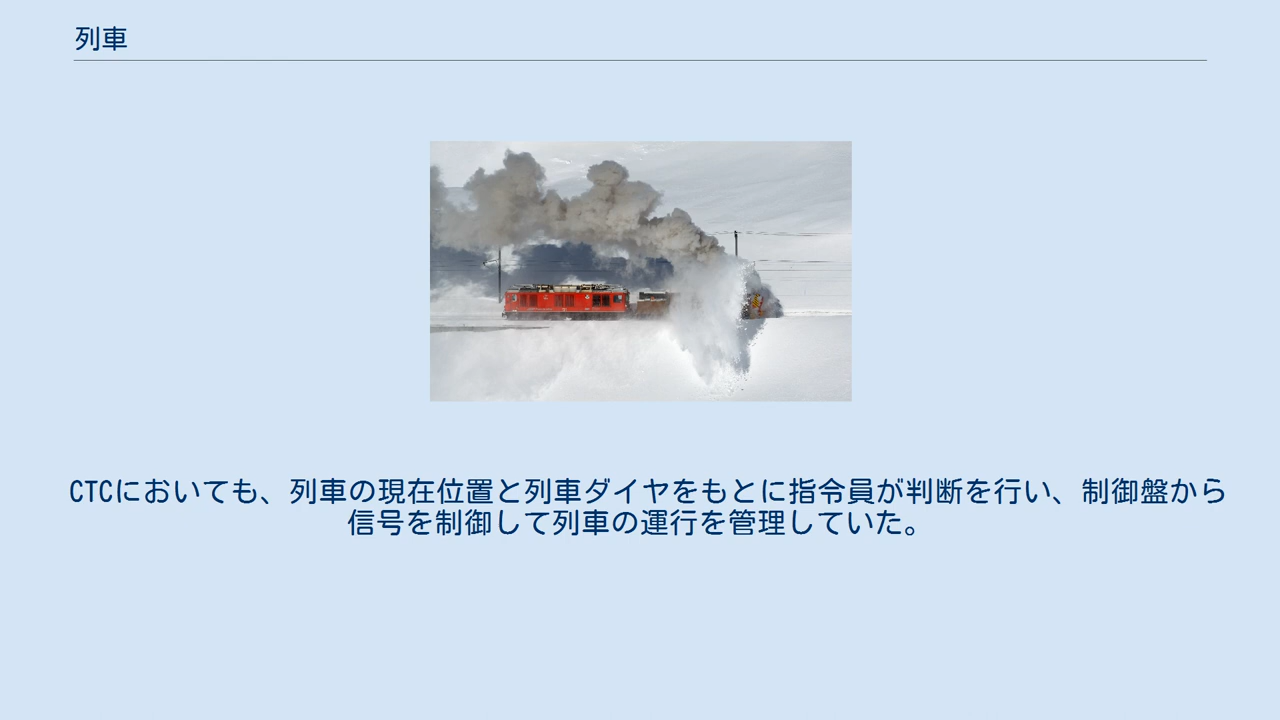 列車
CTCにおいても、列車の現在位置と列車ダイヤをもとに指令員が判断を行い、制御盤から
信号を制御して列車の運行を管理していた。